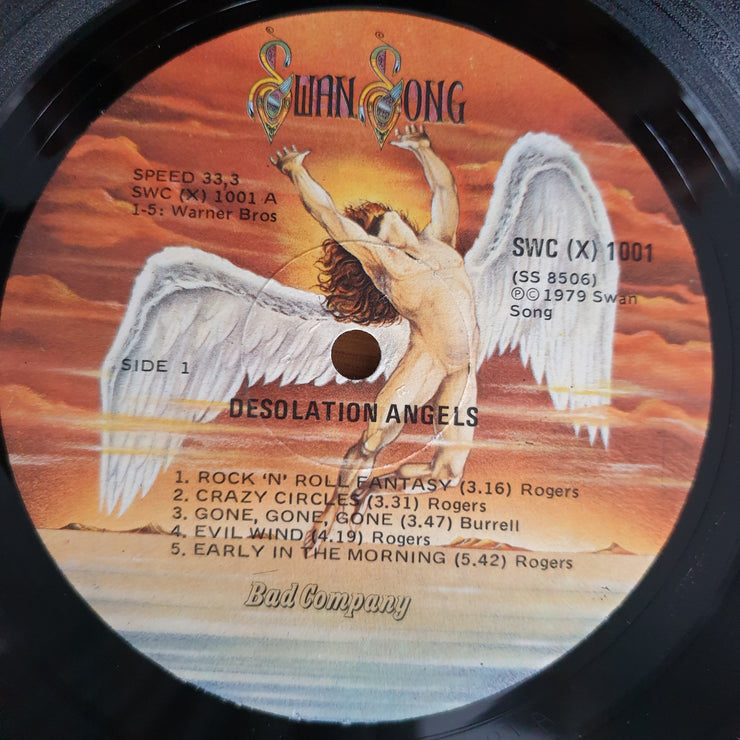 SWAN SONG
SPEED 33,3
SWC (X) 1001 A
1-5: Warner Bros
SWC (X) 1001
(SS 8506)
Ⓟ© 1979 Swan
Song
SIDE 1
DESOLATION ANGELS
1. ROCK 'N' ROLL FANTASY (3.16) Rogers
2. CRAZY CIRCLES (3.31) Rogers
3. GONE, GONE, GONE (3.47) Burrell
4. EVIL WIND (4.19) Rogers
5. EARLY IN THE MORNING (5.42) Rogers
Bad Company